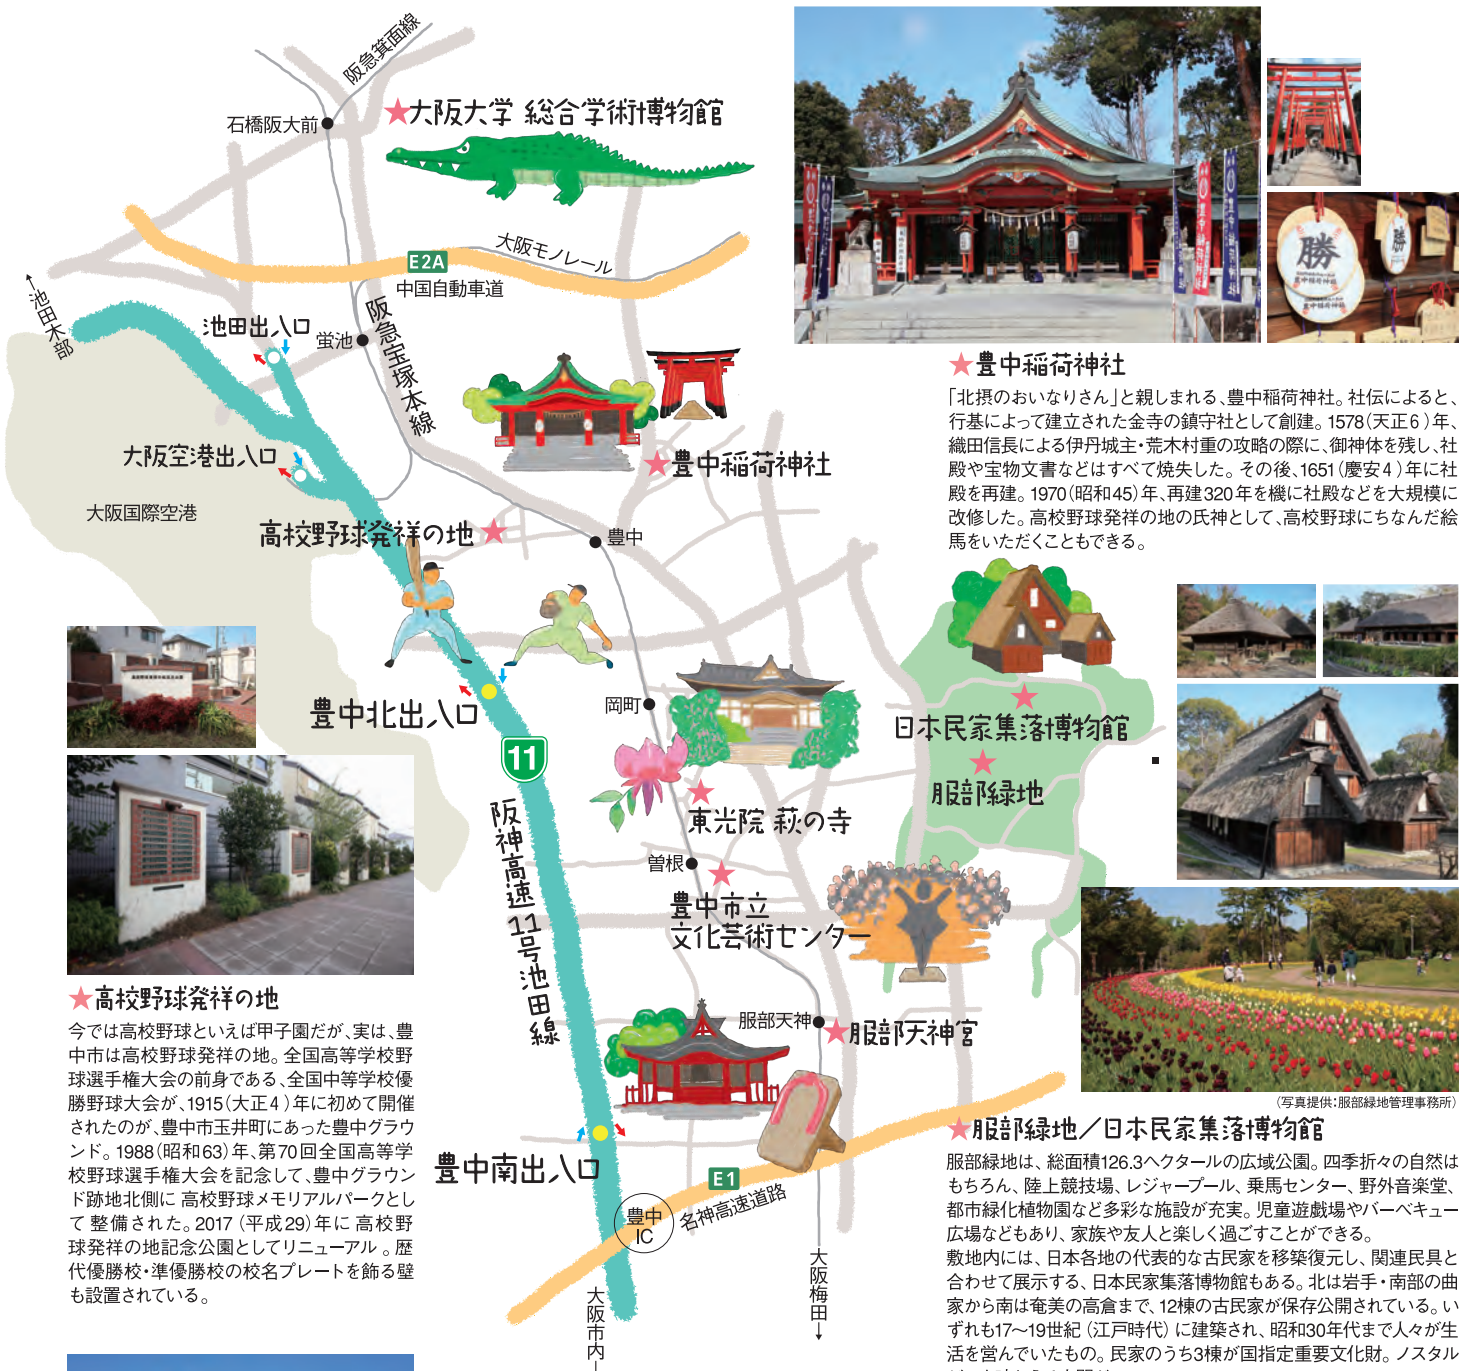 阪急箕面線
石橋阪大前
大阪大学 総合学術博物館
E2A
大阪モノレール
中国自動車道
←池田木部
池田出入口
蛍池
阪急宝塚本線
大阪空港出入口
大阪国際空港
豊中稲荷神社
高校野球発祥の地
豊中
豊中北出入口
11
阪神高速11号池田線
岡町
東光院 萩の寺
曽根
豊中市立
文化芸術センター
日本民家集落博物館
服部緑地
服部天神
服部天神宮
豊中南出入口
E1
名神高速道路
豊中
IC
大阪市内
大阪梅田→
勝
豊中稲荷神社
勝
★豊中稲荷神社
「北摂のおいなりさん」と親しまれる、豊中稲荷神社。社伝によると、
行基によって建立された金寺の鎮守社として創建。1578(天正6)年、
織田信長による伊丹城主・荒木村重の攻略の際に、御神体を残し、社
殿や宝物文書などはすべて焼失した。その後、1651(慶安4)年に社
殿を再建。1970(昭和45)年、再建320年を機に社殿などを大規模に
改修した。高校野球発祥の地の氏神として、高校野球にちなんだ絵
馬をいただくこともできる。
★高校野球発祥の地
今では高校野球といえば甲子園だが、実は、豊
中市は高校野球発祥の地。全国高等学校野
球選手権大会の前身である、全国中等学校優
勝野球大会が、1915(大正4)年に初めて開催
されたのが、豊中市玉井町にあった豊中グラウ
ンド。1988(昭和63)年、第70回全国高等学
校野球選手権大会を記念して、豊中グラウン
ド跡地北側に 高校野球メモリアルパークとし
て 整備された。2017 (平成29)年に 高校野
球発祥の地記念公園としてリニューアル 。歴
代優勝校・準優勝校の校名プレートを飾る壁
も設置されている。
(写真提供:服部緑地管理事務所)
★服部緑地/日本民家集落博物館
服部緑地は、総面積126.3ヘクタールの広域公園。四季折々の自然は
もちろん、陸上競技場、レジャープール、乗馬センター、野外音楽堂、
都市緑化植物園など多彩な施設が充実。児童遊戯場やバーベキュー
広場などもあり、家族や友人と楽しく過ごすことができる。
敷地内には、日本各地の代表的な古民家を移築復元し、関連民具と
合わせて展示する、日本民家集落博物館もある。北は岩手・南部の曲
家から南は奄美の高倉まで、12棟の古民家が保存公開されている。い
ずれも17〜19世紀 (江戸時代) に建築され、昭和30年代まで人々が生
活を営んでいたもの。民家のうち3棟が国指定重要文化財。ノスタル